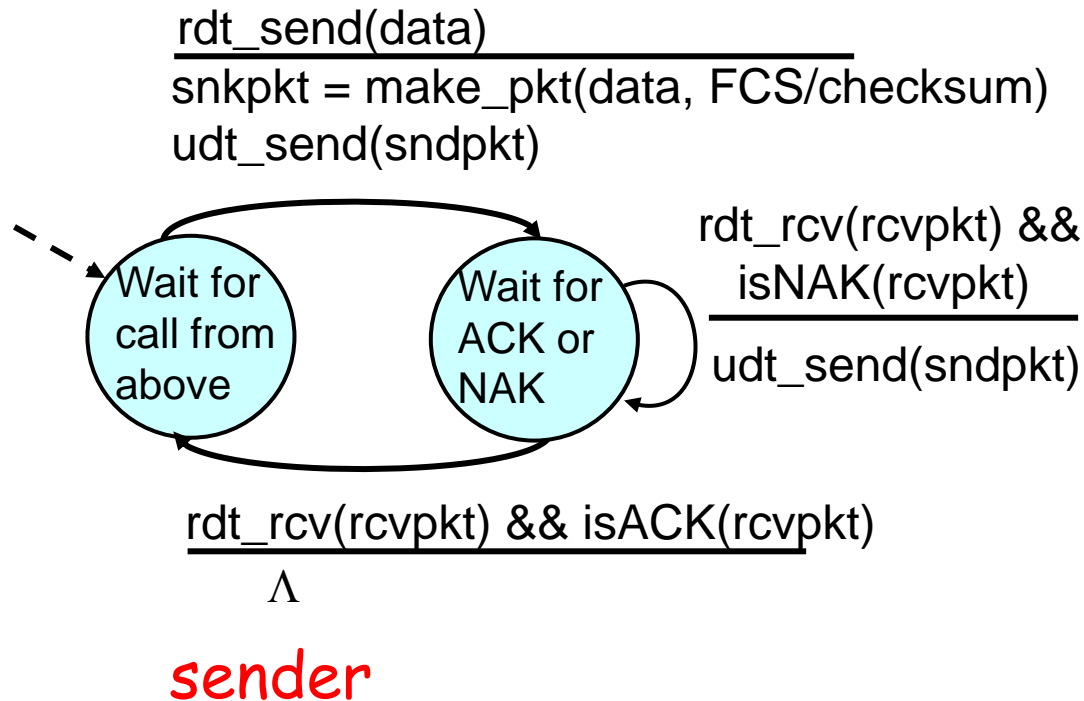 rdt_send(data)
snkpkt = make_pkt(data, FCS/checksum)
udt_send(sndpkt)
Wait for
call from
above
Wait for
ACK or
NAK
rdt_rcv(rcvpkt) &&
isNAK(rcvpkt)
udt_send(sndpkt)
rdt_rcv(rcvpkt) && isACK(rcvpkt)
Λ
sender